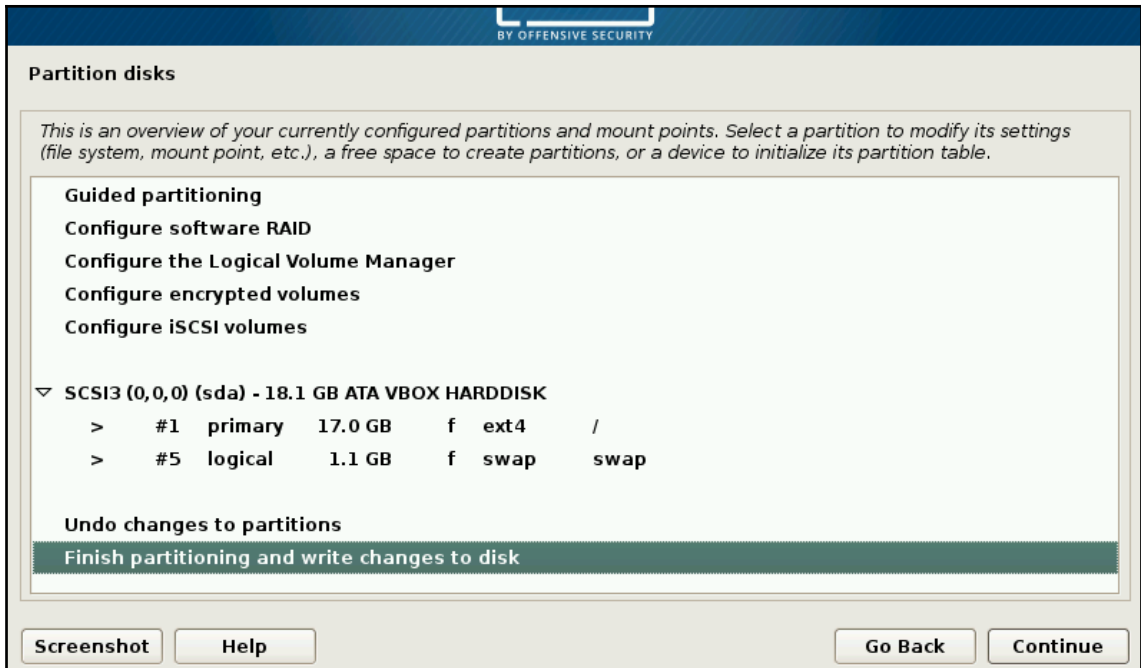 BY OFFENSIVE SECURITY
Partition disks
This is an overview of your currently configured partitions and mount points. Select a partition to modify its settings
(file system, mount point, etc.), a free space to create partitions, or a device to initialize its partition table.
Guided partitioning
Configure software RAID
Configure the Logical Volume Manager
Configure encrypted volumes
Configure iSCSI volumes
SCSI3 (0,0,0) (sda) - 18.1 GB ATA VBOX HARDDISK
> #1 primary 17.0 GB f ext4 /
> #5 logical 1.1 GB f swap swap
Undo changes to partitions
Finish partitioning and write changes to disk
Screenshot Help Go Back Continue